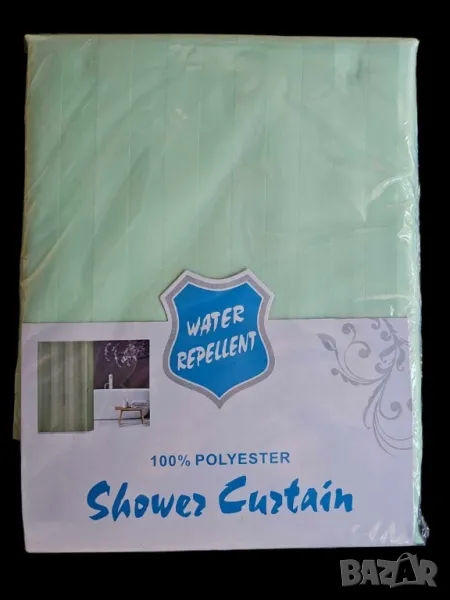 WATER
REPELLENT
100% POLYESTER
Shower Curtain
BAZAR